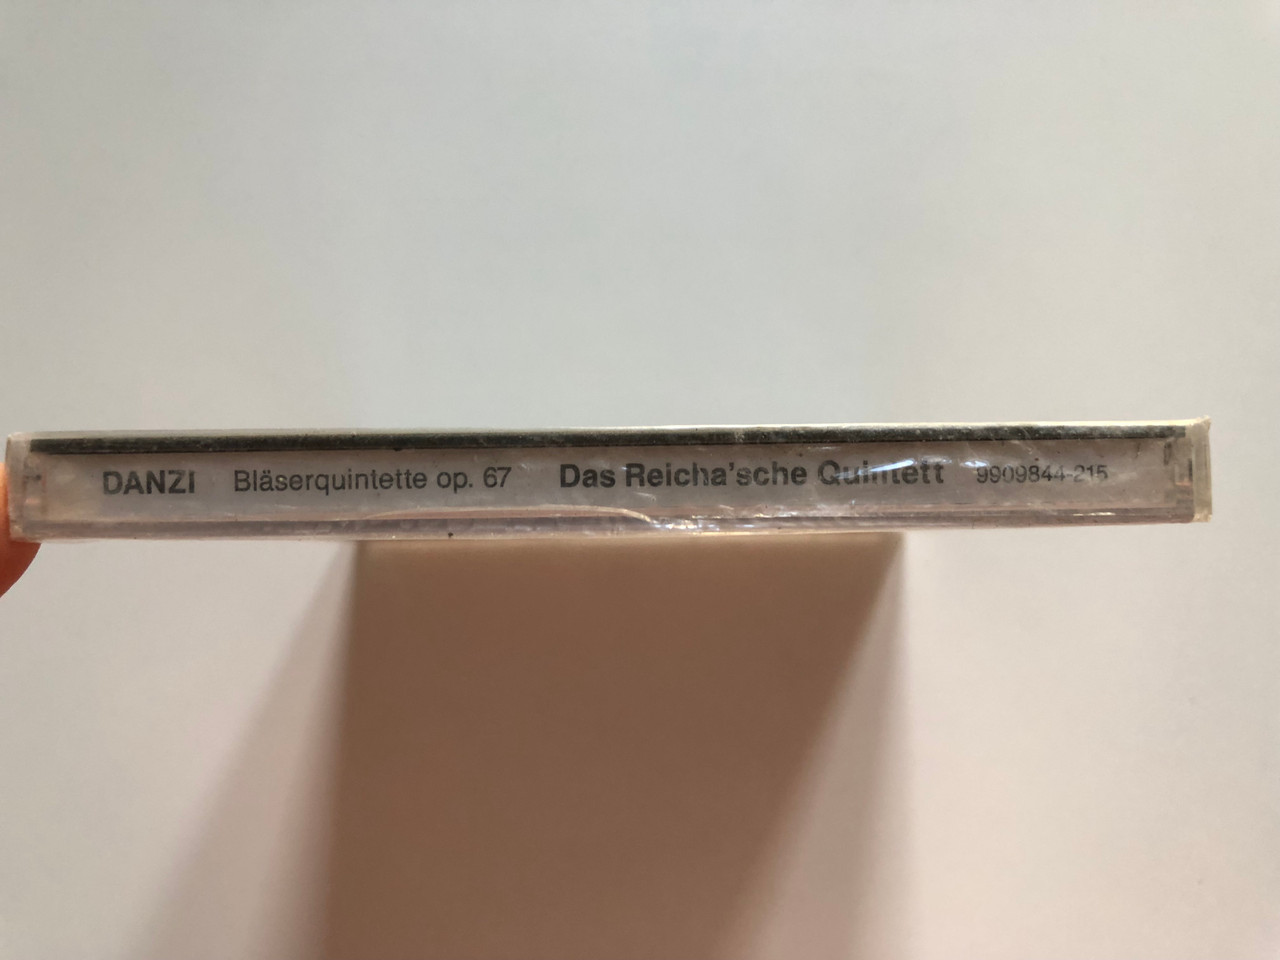 DANZI Bläserquintette op. 67 Das Reicha'sche Quintett 9909844-215